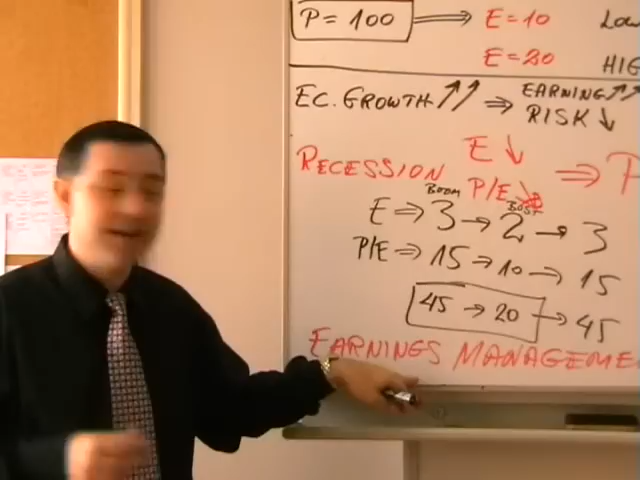 P = 100 ⇒ E = 10 LOW
E = 20 HIG
EC. GROWTH ↗↗ ⇒ EARNING ↗↗
RISK ↓
RECESSION E ↓ ⇒ P
P/E ↘
BOOM BUST
E ⇒ 3 → 2 → 3
P/E ⇒ 15 → 10 → 15
45 → 20 → 45
EARNINGS MANAGEME